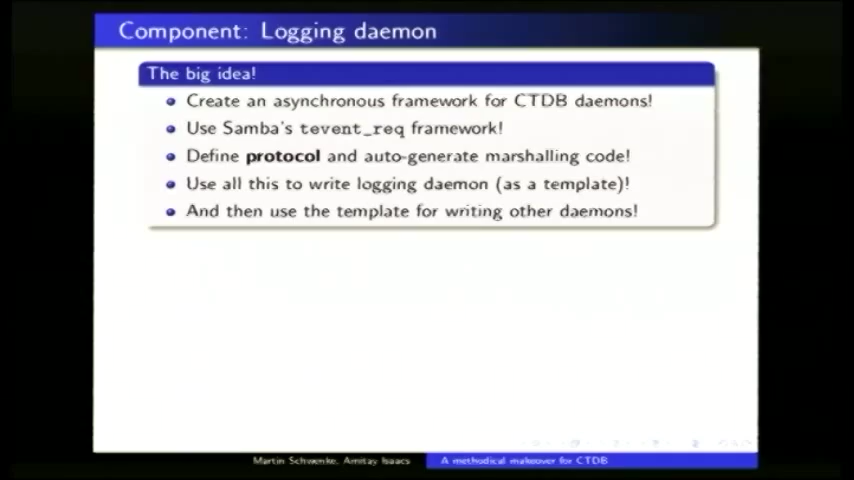 Component: Logging daemon
The big idea!
Create an asynchronous framework for CTDB daemons!
Use Samba's tevent_req framework!
Define protocol and auto-generate marshalling code!
Use all this to write logging daemon (as a template)!
And then use the template for writing other daemons!
Martin Schwenke, Amitay Isaacs
A methodical makeover for CTDB